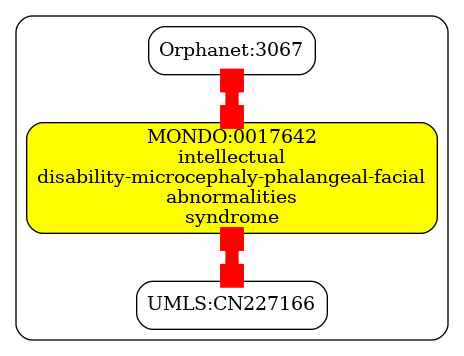 Orphanet:3067
MONDO:0017642
intellectual
disability-microcephaly-phalangeal-facial
abnormalities
syndrome
UMLS:CN227166